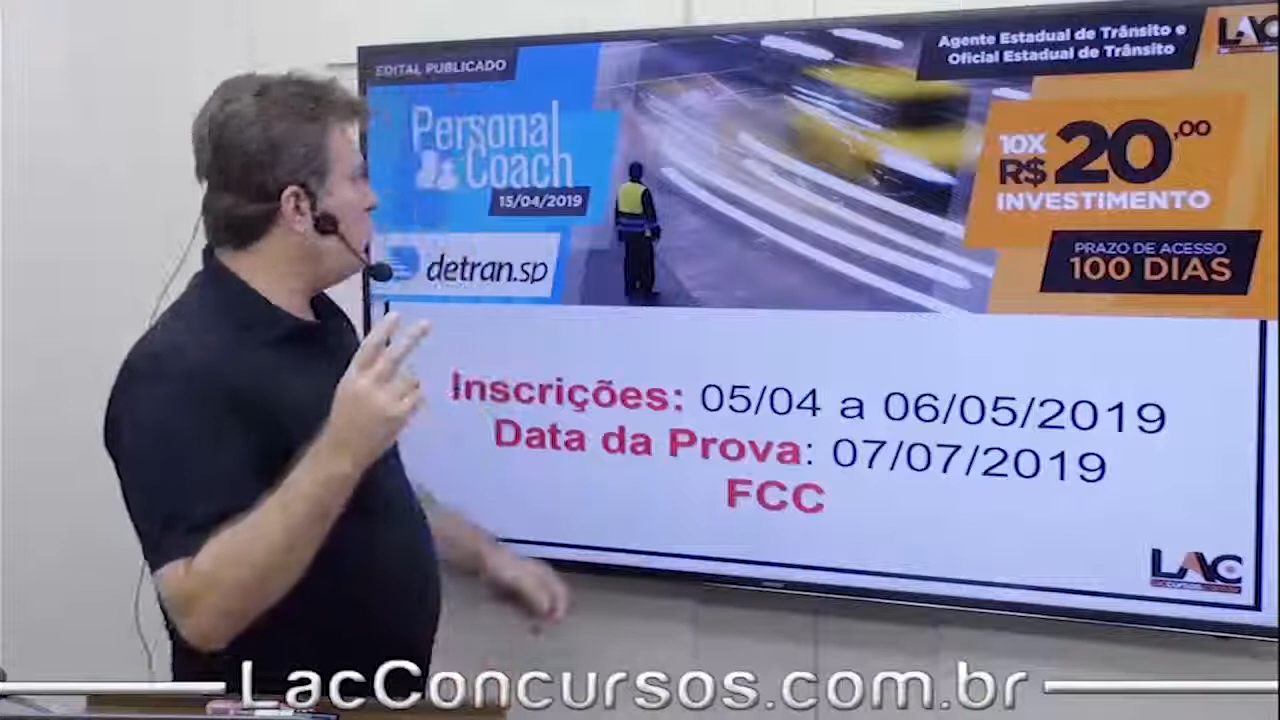 EDITAL PUBLICADO
Personal
Coach
15/04/2019
detran.sp
Agente Estadual de Trânsito e
Oficial Estadual de Trânsito
LAC
10X
R$ 20,00
INVESTIMENTO
PRAZO DE ACESSO
100 DIAS
Inscrições: 05/04 a 06/05/2019
Data da Prova: 07/07/2019
FCC
LAC
LacConcursos.com.br